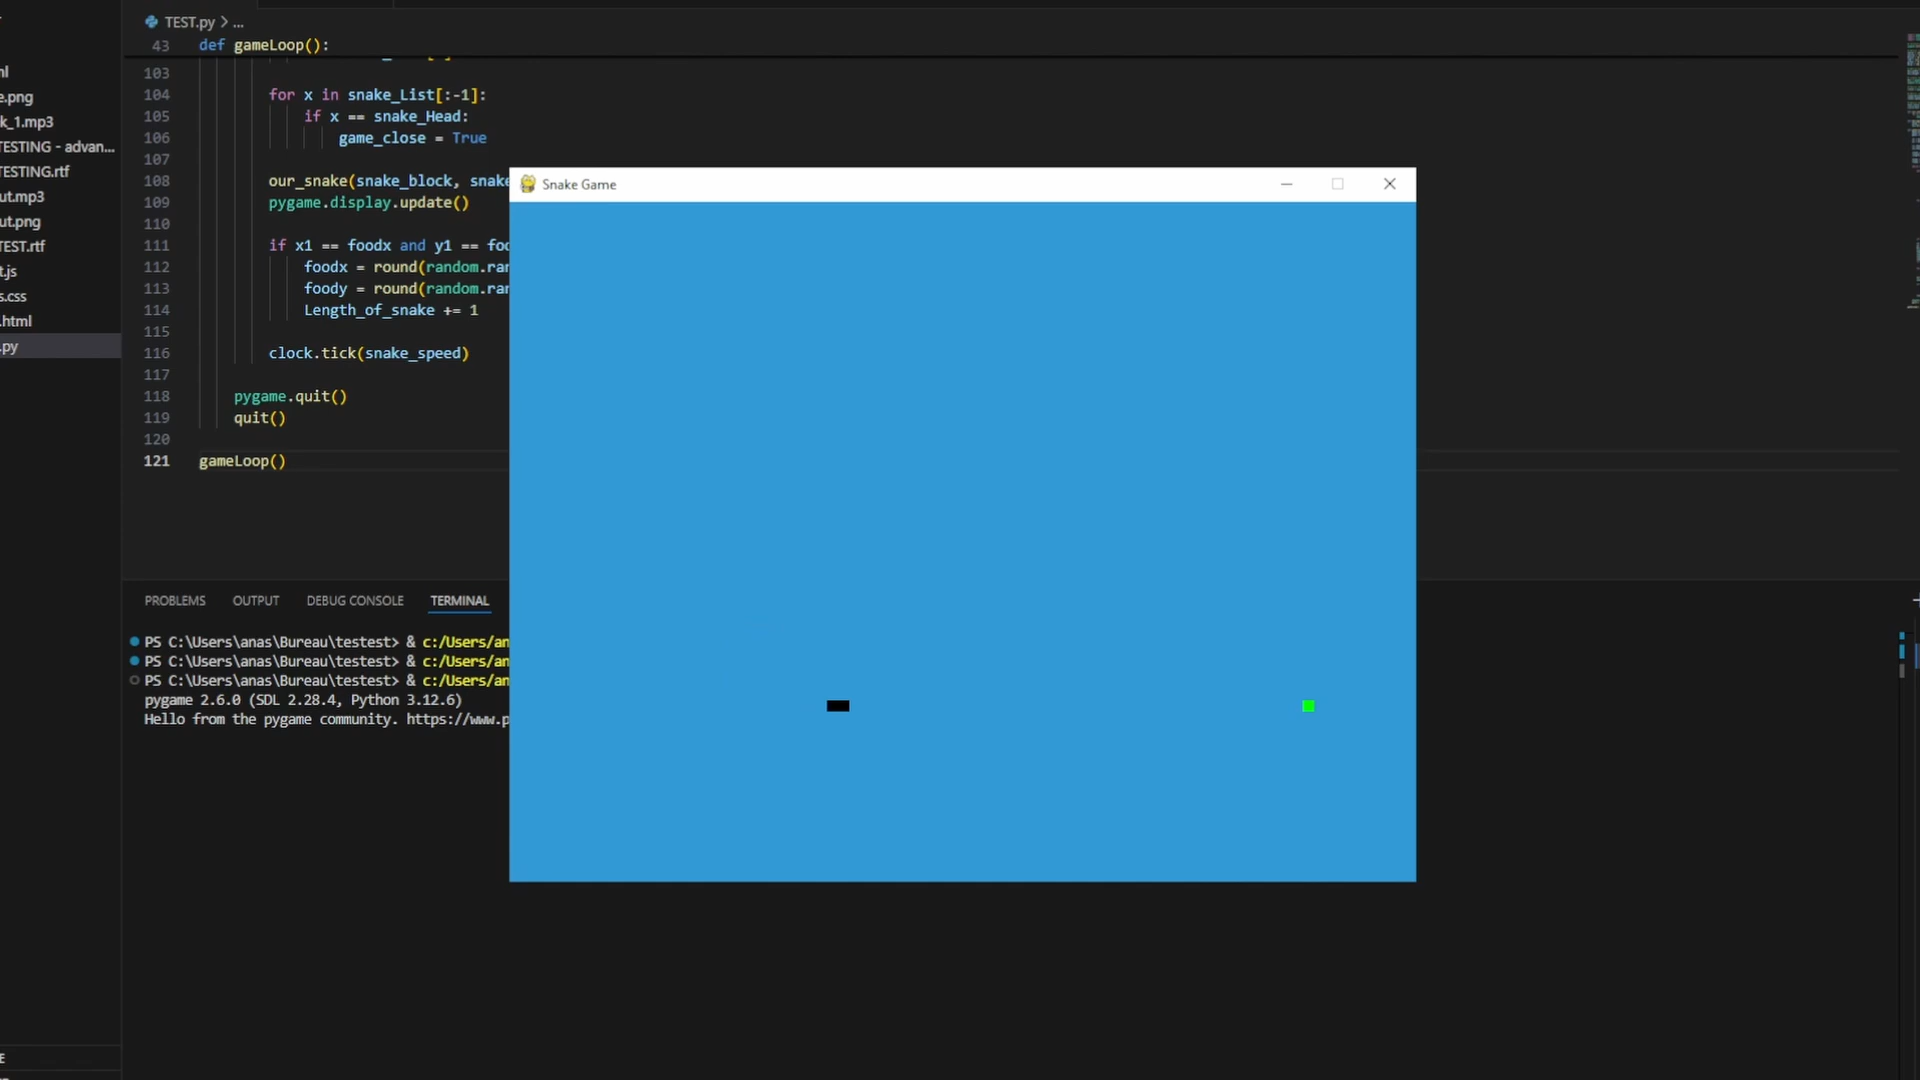 TEST.py > ...
43 def gameLoop():
103
104 for x in snake_List[:-1]:
105 if x == snake_Head:
106 game_close = True
107
108 our_snake(snake_block, snake
109 pygame.display.update()
110
111 if x1 == foodx and y1 == foo
112 foodx = round(random.ran
113 foody = round(random.ran
114 Length_of_snake += 1
115
116 clock.tick(snake_speed)
117
118 pygame.quit()
119 quit()
120
121 gameLoop()
e.png
k_1.mp3
TESTING - advan...
TESTING.rtf
ut.mp3
ut.png
TEST.rtf
t.js
s.css
.html
.py
Snake Game
PROBLEMS OUTPUT DEBUG CONSOLE TERMINAL
PS C:\Users\anas\Bureau\testest> & c:/Users/an
PS C:\Users\anas\Bureau\testest> & c:/Users/an
PS C:\Users\anas\Bureau\testest> & c:/Users/an
pygame 2.6.0 (SDL 2.28.4, Python 3.12.6)
Hello from the pygame community. https://www.p